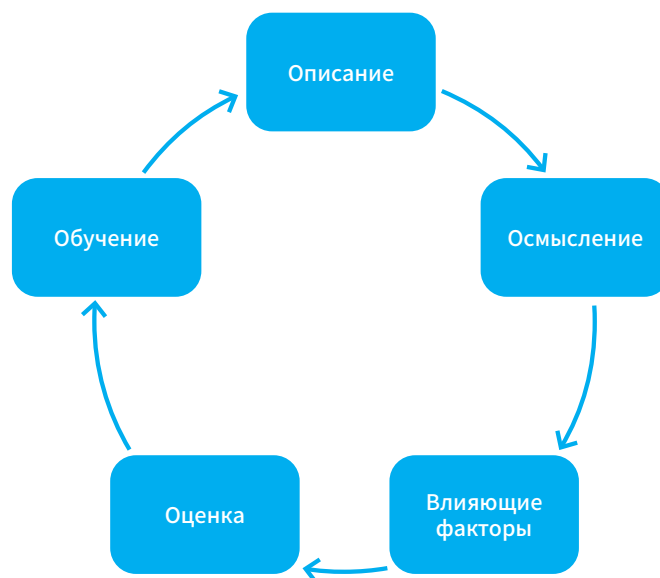 Описание
Осмысление
Влияющие
факторы
Оценка
Обучение